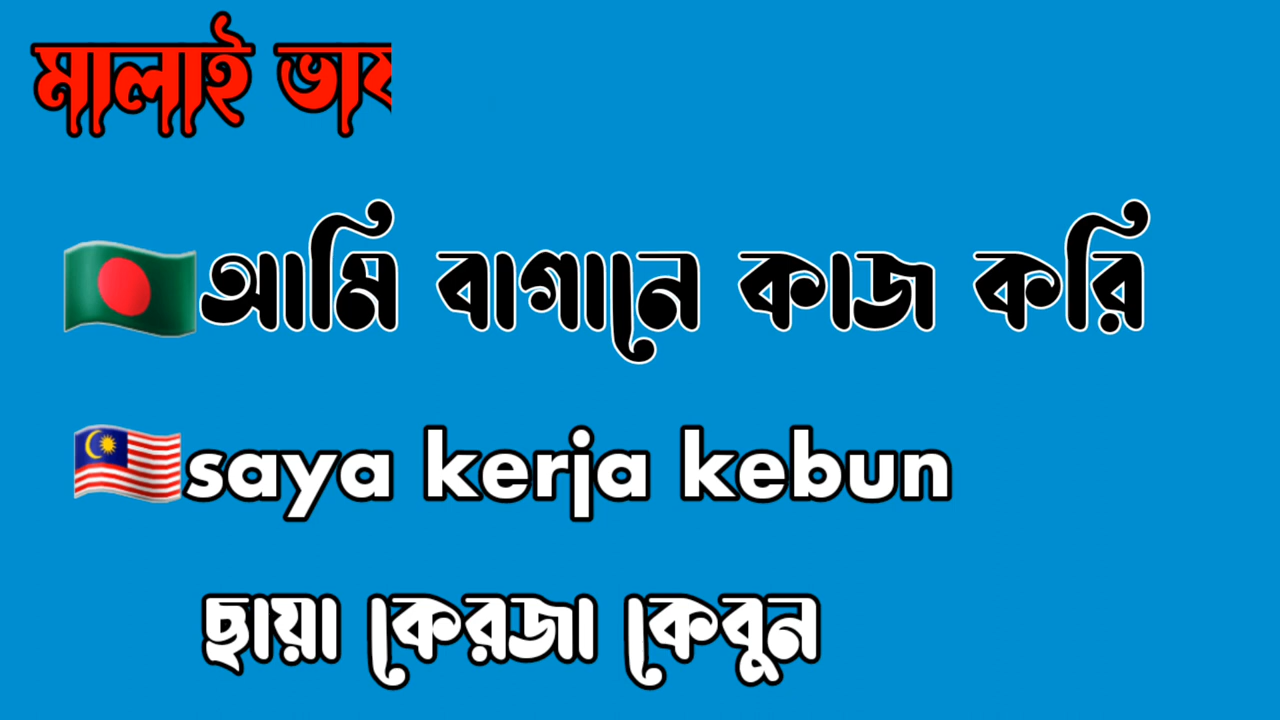 মালাই
আমি বাগানে কাজ করি
saya kerja kebun
ছায়া কেরজা কেবুন